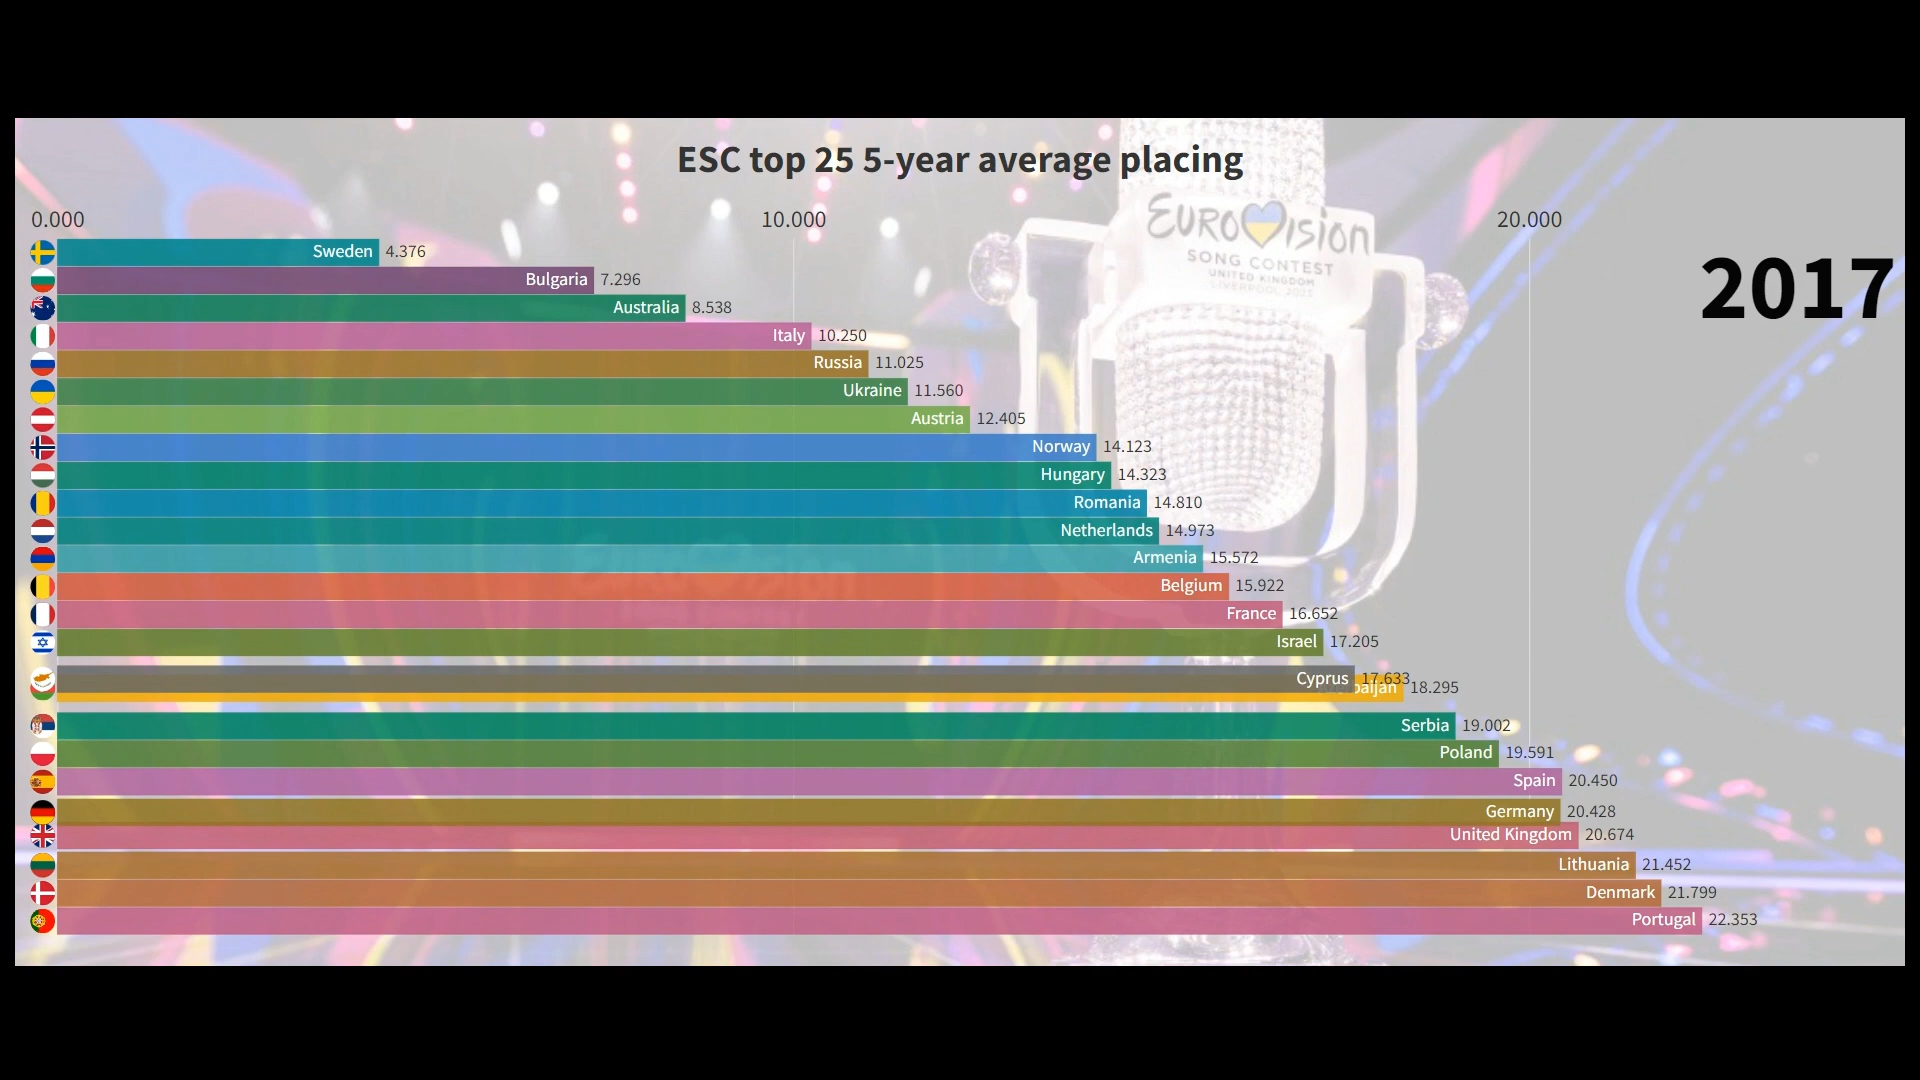 ESC top 25 5-year average placing
0.000 10.000 20.000
EUROVISION
SONG CONTEST
UNITED KINGDOM
LIVERPOOL 2023
2017
Sweden 4.376
Bulgaria 7.296
Australia 8.538
Italy 10.250
Russia 11.025
Ukraine 11.560
Austria 12.405
Norway 14.123
Hungary 14.323
Romania 14.810
Netherlands 14.973
Armenia 15.572
Belgium 15.922
France 16.652
Israel 17.205
Cyprus 17.633
18.295
Serbia 19.002
Poland 19.591
Spain 20.450
Germany 20.428
United Kingdom 20.674
Lithuania 21.452
Denmark 21.799
Portugal 22.353